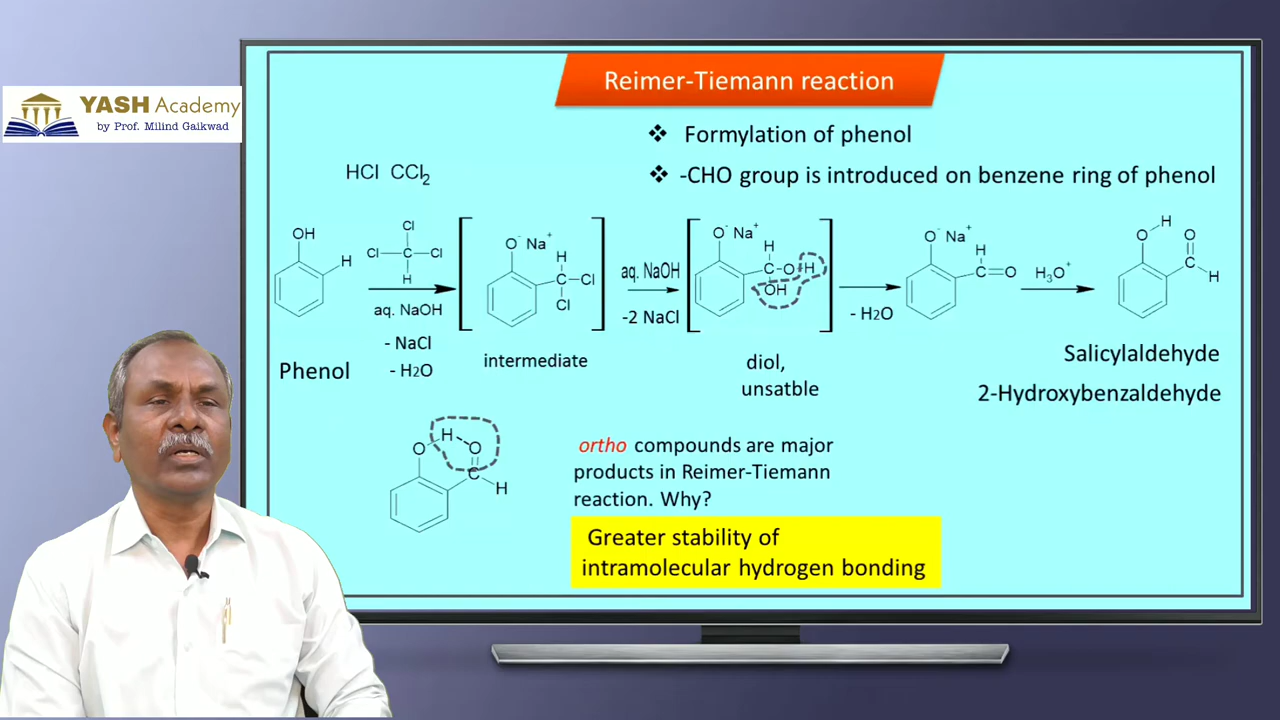 YASH Academy
by Prof. Milind Gaikwad
Reimer-Tiemann reaction
❖ Formylation of phenol
❖ -CHO group is introduced on benzene ring of phenol
HCl CCl2
OH
H
Phenol
Cl
Cl C Cl
H
aq. NaOH
- NaCl
- H2O
O- Na+
H
C Cl
Cl
intermediate
aq. NaOH
-2 NaCl
O- Na+
H
C O H
OH
diol,
unsatble
- H2O
O- Na+
H
C=O
H3O+
H
O O
C
H
Salicylaldehyde
2-Hydroxybenzaldehyde
H
O O
C
H
ortho compounds are major
products in Reimer-Tiemann
reaction. Why?
Greater stability of
intramolecular hydrogen bonding